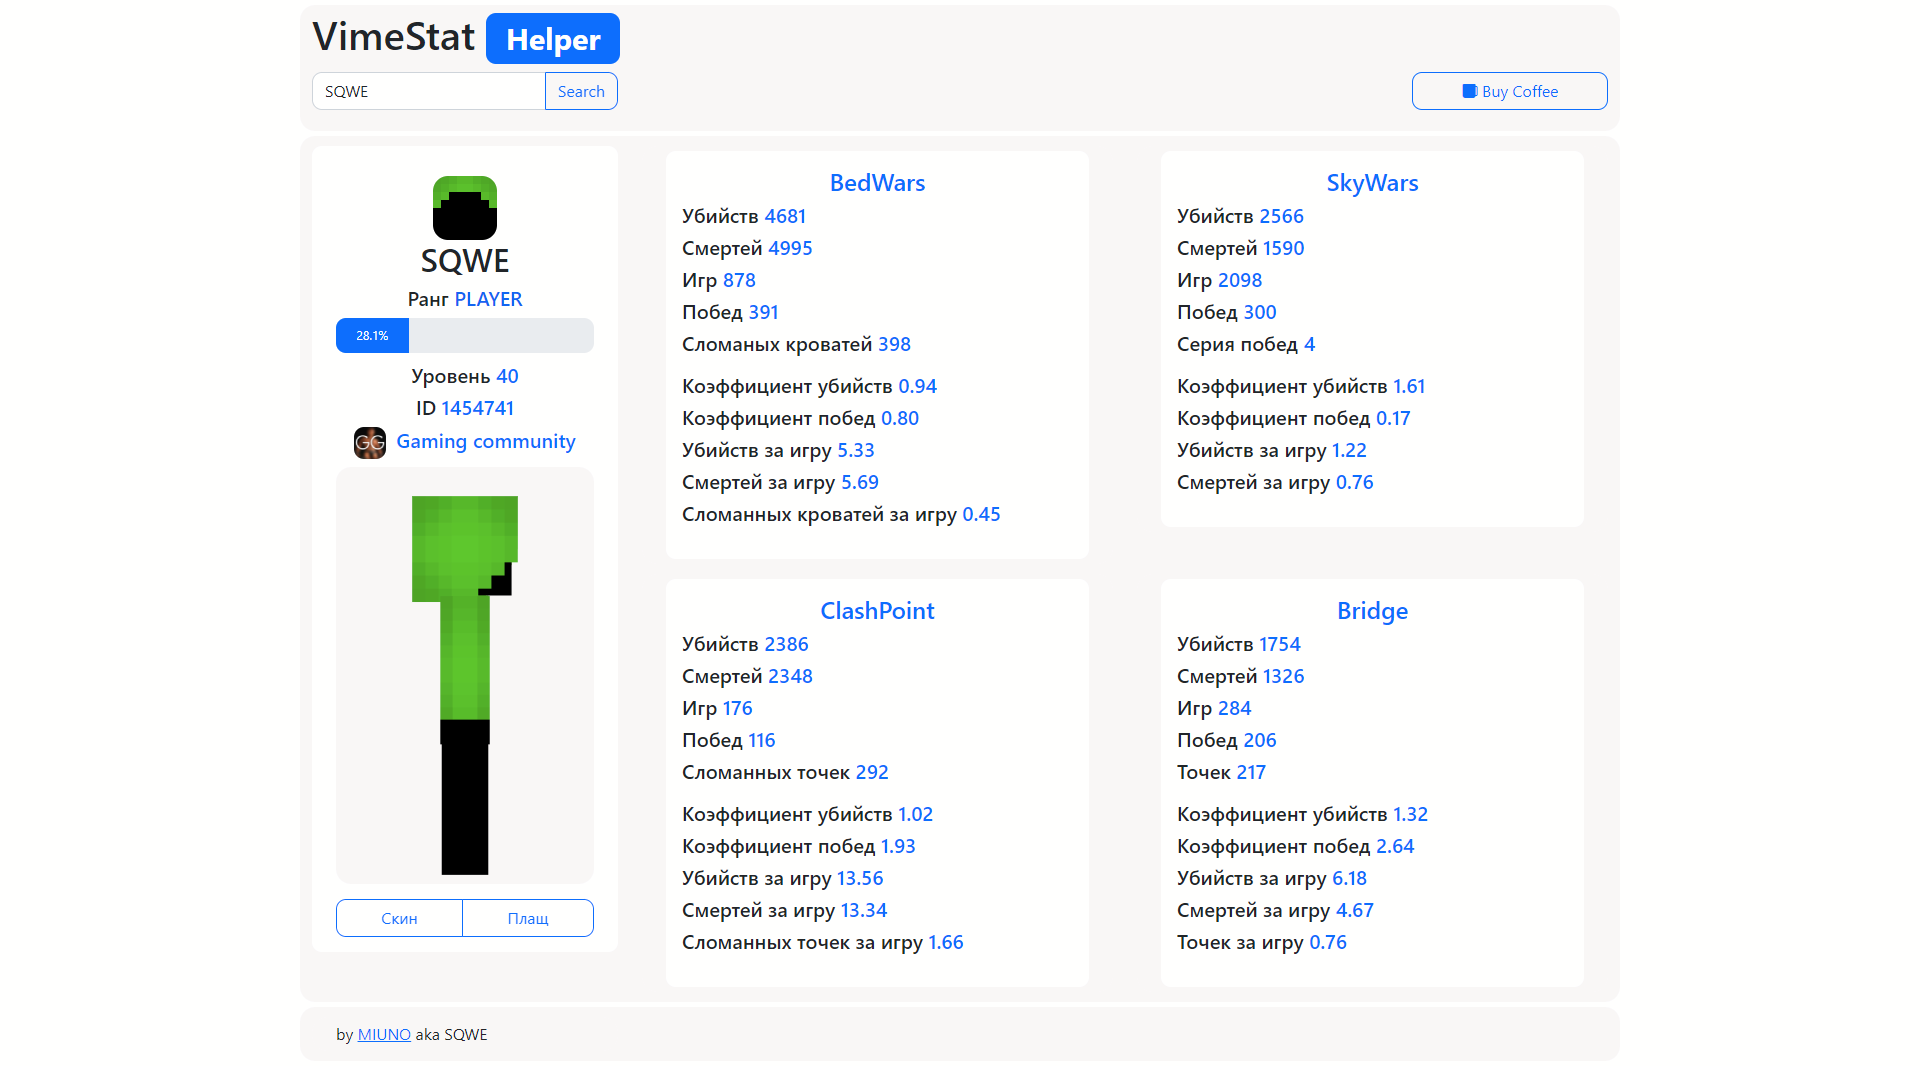 VimeStat Helper
SQWE Search
Buy Coffee
SQWE
Ранг PLAYER
28.1%
Уровень 40
ID 1454741
GG Gaming community
Скин Плащ
BedWars
Убийств 4681
Смертей 4995
Игр 878
Побед 391
Сломаных кроватей 398
Коэффициент убийств 0.94
Коэффициент побед 0.80
Убийств за игру 5.33
Смертей за игру 5.69
Сломанных кроватей за игру 0.45
SkyWars
Убийств 2566
Смертей 1590
Игр 2098
Побед 300
Серия побед 4
Коэффициент убийств 1.61
Коэффициент побед 0.17
Убийств за игру 1.22
Смертей за игру 0.76
ClashPoint
Убийств 2386
Смертей 2348
Игр 176
Побед 116
Сломанных точек 292
Коэффициент убийств 1.02
Коэффициент побед 1.93
Убийств за игру 13.56
Смертей за игру 13.34
Сломанных точек за игру 1.66
Bridge
Убийств 1754
Смертей 1326
Игр 284
Побед 206
Точек 217
Коэффициент убийств 1.32
Коэффициент побед 2.64
Убийств за игру 6.18
Смертей за игру 4.67
Точек за игру 0.76
by MIUNO aka SQWE